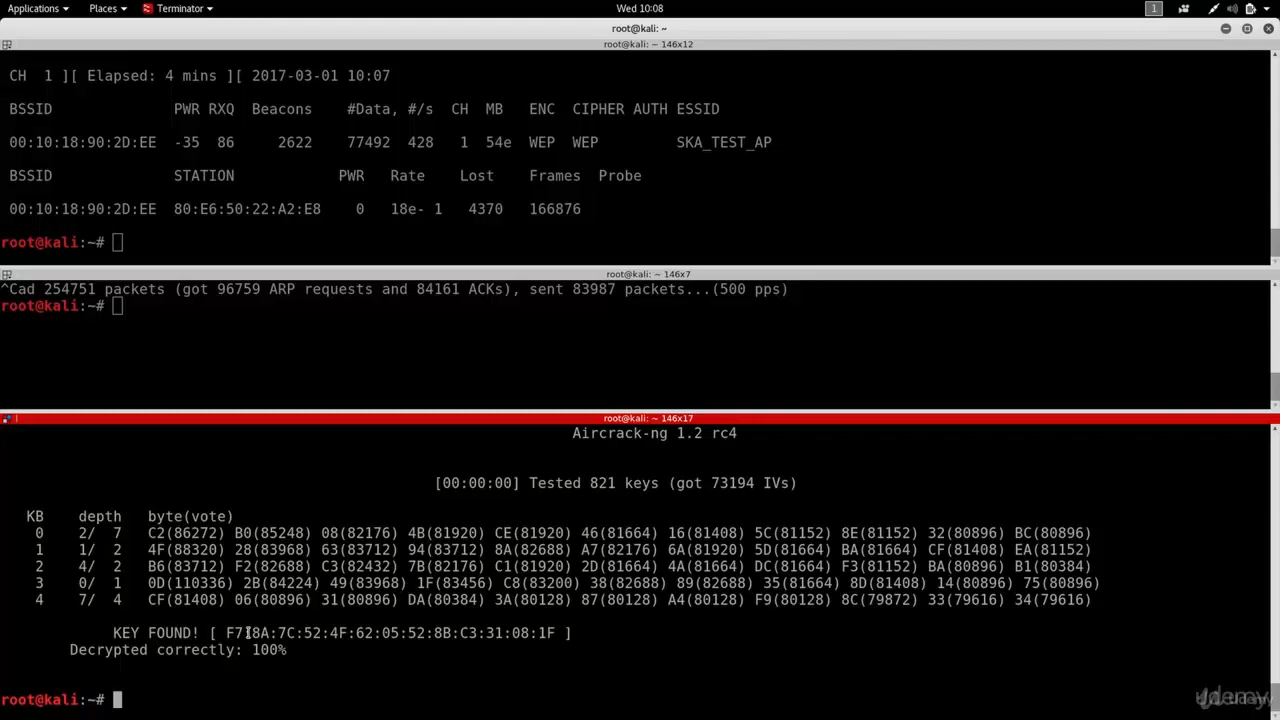 Applications Places Terminator Wed 10:08 1
root@kali: ~
root@kali: ~ 146x12
CH 1 ][ Elapsed: 4 mins ][ 2017-03-01 10:07
BSSID PWR RXQ Beacons #Data, #/s CH MB ENC CIPHER AUTH ESSID
00:10:18:90:2D:EE -35 86 2622 77492 428 1 54e WEP WEP SKA_TEST_AP
BSSID STATION PWR Rate Lost Frames Probe
00:10:18:90:2D:EE 80:E6:50:22:A2:E8 0 18e- 1 4370 166876
root@kali:~#
root@kali: ~ 146x7
^Cad 254751 packets (got 96759 ARP requests and 84161 ACKs), sent 83987 packets...(500 pps)
root@kali:~#
root@kali: ~ 146x17
Aircrack-ng 1.2 rc4
[00:00:00] Tested 821 keys (got 73194 IVs)
KB depth byte(vote)
0 2/ 7 C2(86272) B0(85248) 08(82176) 4B(81920) CE(81920) 46(81664) 16(81408) 5C(81152) 8E(81152) 32(80896) BC(80896)
1 1/ 2 4F(88320) 28(83968) 63(83712) 94(83712) 8A(82688) A7(82176) 6A(81920) 5D(81664) BA(81664) CF(81408) EA(81152)
2 4/ 2 B6(83712) F2(82688) C3(82432) 7B(82176) C1(81920) 2D(81664) 4A(81664) DC(81664) F3(81152) BA(80896) B1(80384)
3 0/ 1 0D(110336) 2B(84224) 49(83968) 1F(83456) C8(83200) 38(82688) 89(82688) 35(81664) 8D(81408) 14(80896) 75(80896)
4 7/ 4 CF(81408) 06(80896) 31(80896) DA(80384) 3A(80128) 87(80128) A4(80128) F9(80128) 8C(79872) 33(79616) 34(79616)
KEY FOUND! [ F7:8A:7C:52:4F:62:05:52:8B:C3:31:08:1F ]
Decrypted correctly: 100%
root@kali:~#
udemy